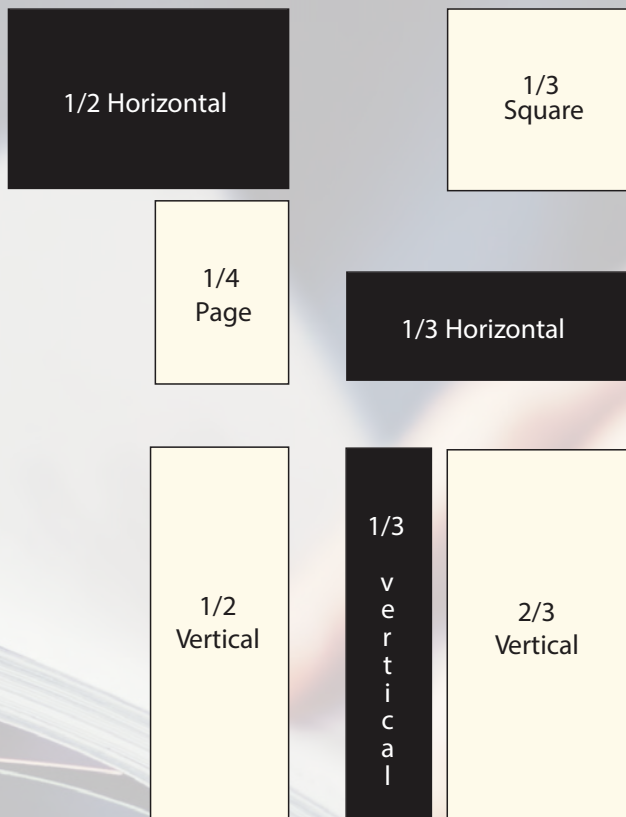 1/2 Horizontal
1/3
Square
1/4
Page
1/3 Horizontal
1/2
Vertical
1/3
v
e
r
t
i
c
a
l
2/3
Vertical